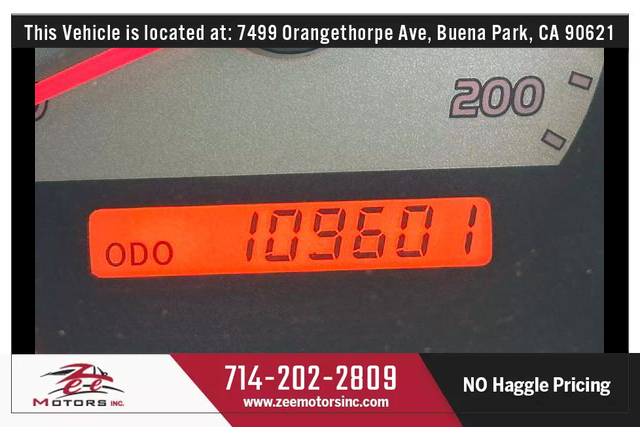 This Vehicle is located at: 7499 Orangethorpe Ave, Buena Park, CA 90621
200
ODO 109601
Zee
MOTORS INC.
714-202-2809
www.zeemotorsinc.com
NO Haggle Pricing